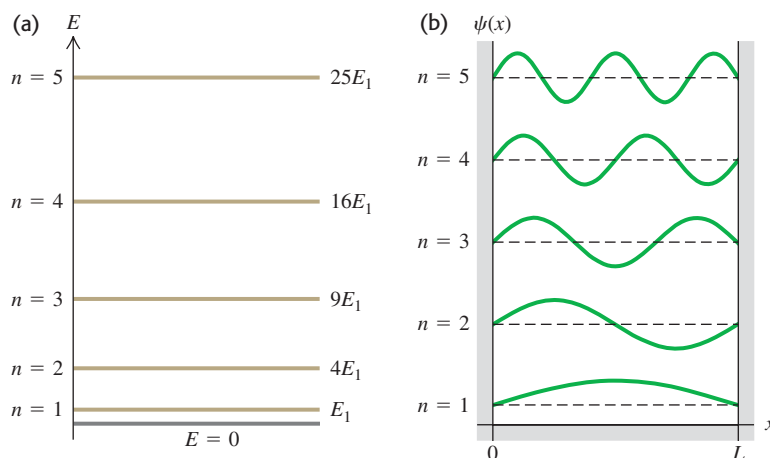 (a)
E
n = 5 25E₁
n = 4 16E₁
n = 3 9E₁
n = 2 4E₁
n = 1 E₁
E = 0
(b)
ψ(x)
n = 5
n = 4
n = 3
n = 2
n = 1
x
0 L